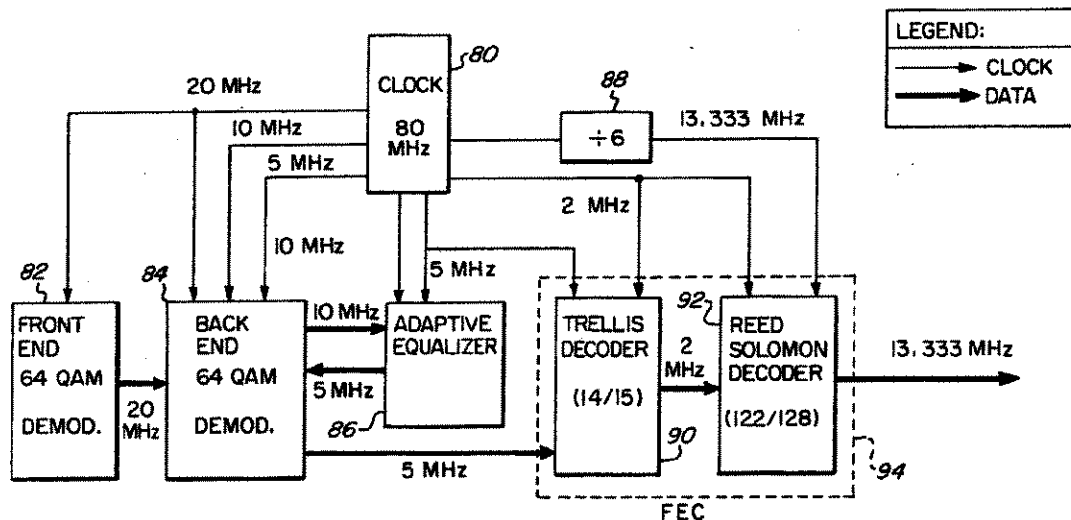 LEGEND:
CLOCK
DATA
80
CLOCK
80
MHz
20 MHz
10 MHz
5 MHz
88
÷6
13.333 MHz
2 MHz
10 MHz
5 MHz
82
FRONT
END
64 QAM
DEMOD.
20
MHz
84
BACK
END
64 QAM
DEMOD.
10 MHz
5 MHz
ADAPTIVE
EQUALIZER
86
5 MHz
TRELLIS
DECODER
(14/15)
90
2
MHz
92
REED
SOLOMON
DECODER
(122/128)
13.333 MHz
94
FEC